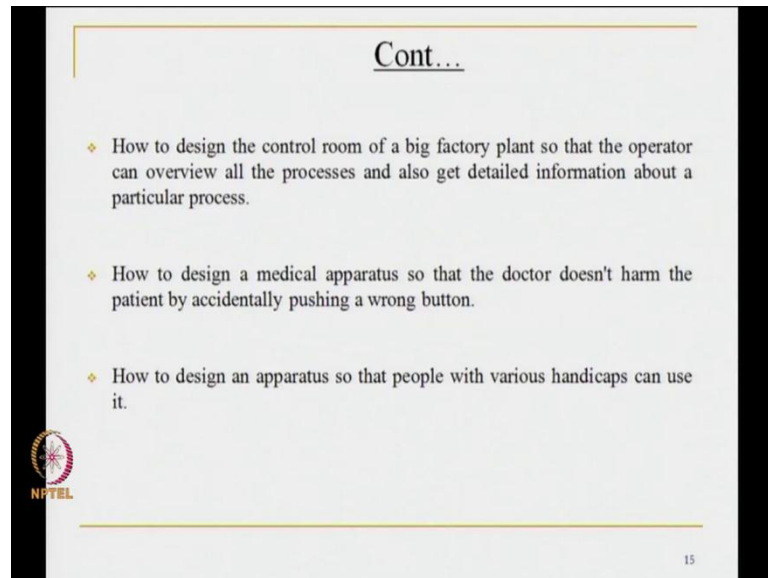 Cont...
How to design the control room of a big factory plant so that the operator
can overview all the processes and also get detailed information about a
particular process.
How to design a medical apparatus so that the doctor doesn't harm the
patient by accidentally pushing a wrong button.
How to design an apparatus so that people with various handicaps can use
it.
NPTEL
15